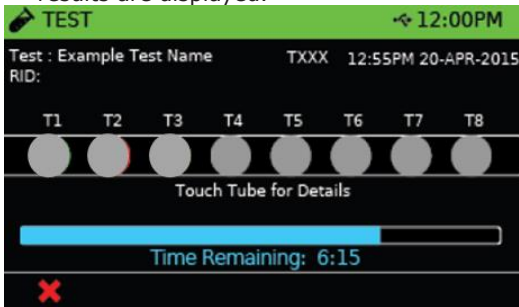 results are displayed.
TEST 12:00PM
Test : Example Test Name TXXX 12:55PM 20-APR-2015
RID:
T1 T2 T3 T4 T5 T6 T7 T8
Touch Tube for Details
Time Remaining: 6:15